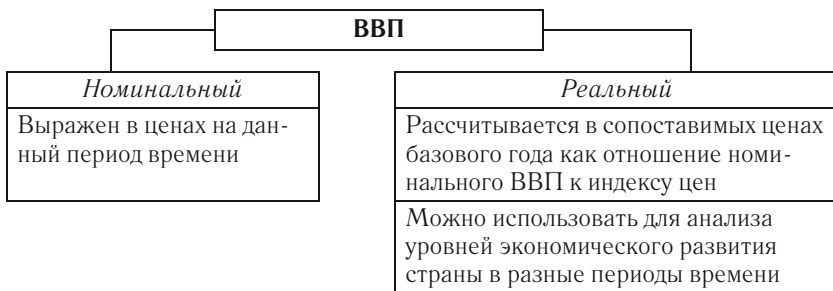 ВВП
Номинальный
Выражен в ценах на дан-
ный период времени
Реальный
Рассчитывается в сопоставимых ценах
базового года как отношение номи-
нального ВВП к индексу цен
Можно использовать для анализа
уровней экономического развития
страны в разные периоды времени